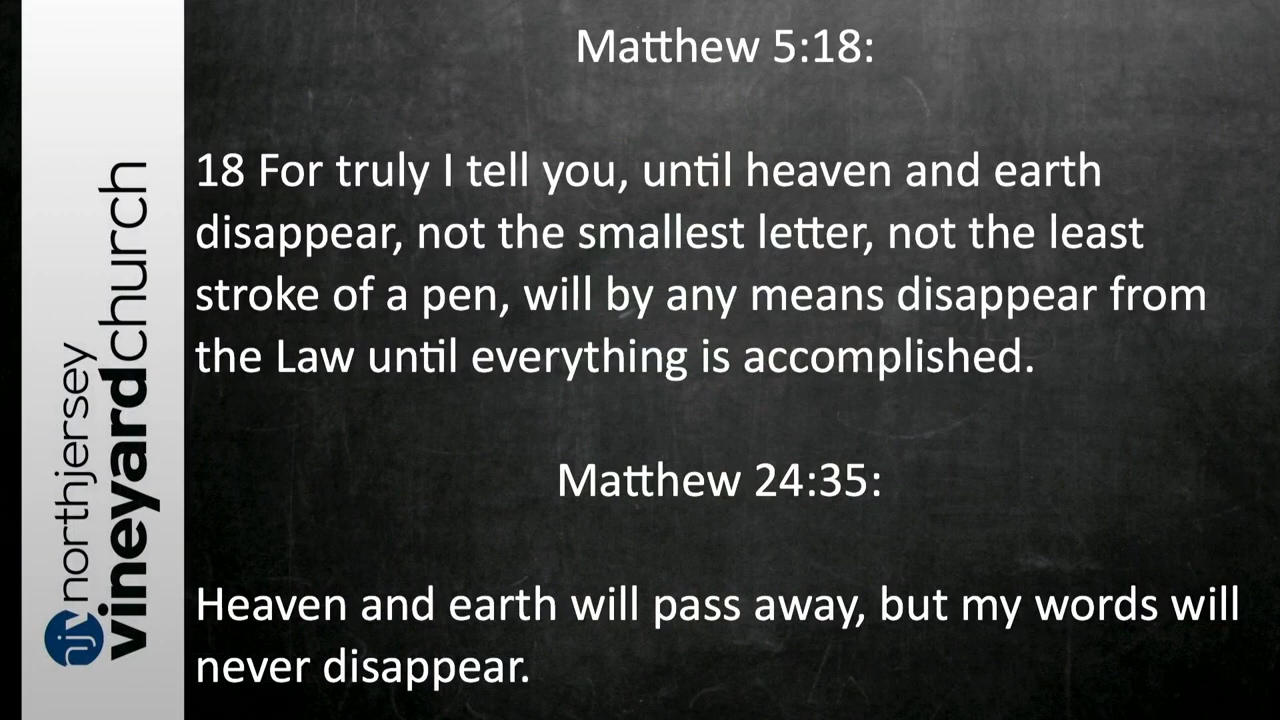 Matthew 5:18:
18 For truly I tell you, until heaven and earth
disappear, not the smallest letter, not the least
stroke of a pen, will by any means disappear from
the Law until everything is accomplished.
Matthew 24:35:
Heaven and earth will pass away, but my words will
never disappear.
njv
northjersey
vineyardchurch